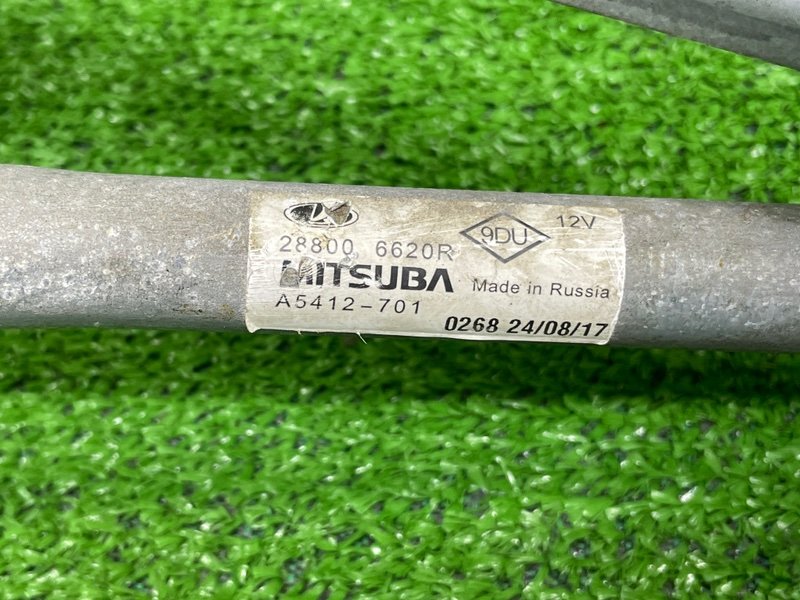 9DU 12V
28800 6620R
MITSUBA Made in Russia
A5412-701
0268 24/08/17